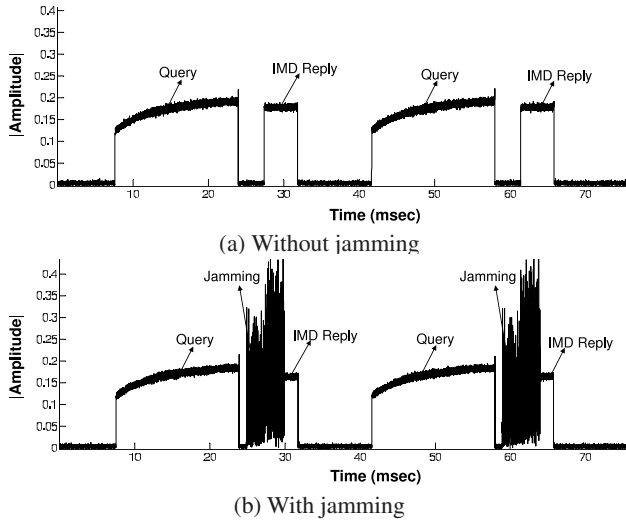 |Amplitude|
0.4
0.35
0.3
0.25
0.2
0.15
0.1
0.05
0
Query
IMD Reply
Query
IMD Reply
10 20 30 40 50 60 70
Time (msec)
(a) Without jamming
|Amplitude|
0.4
0.35
0.3
0.25
0.2
0.15
0.1
0.05
0
Jamming
Jamming
Query
IMD Reply
Query
IMD Reply
10 20 30 40 50 60 70
Time (msec)
(b) With jamming